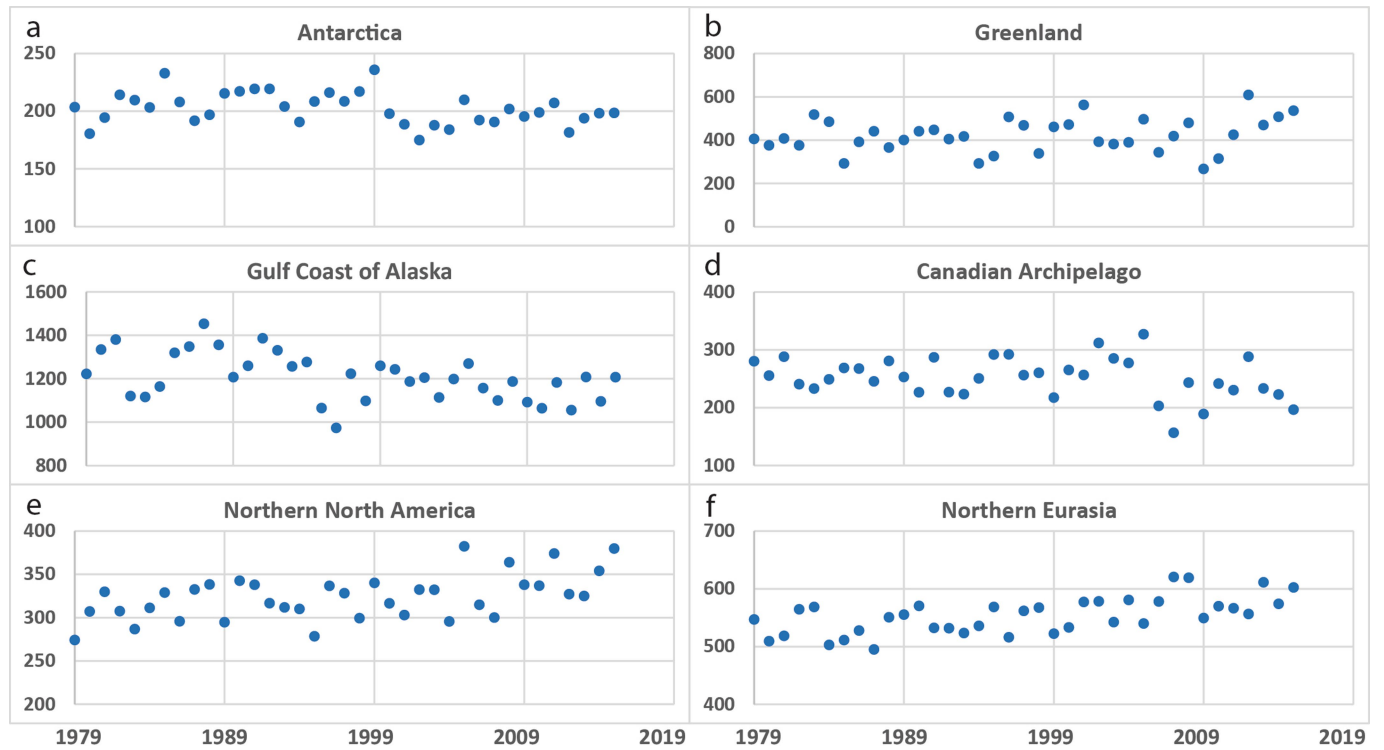 a
Antarctica
250
200
150
100
b
Greenland
800
600
400
200
0
c
Gulf Coast of Alaska
1600
1400
1200
1000
800
d
Canadian Archipelago
400
300
200
100
e
Northern North America
400
350
300
250
200
1979 1989 1999 2009 2019
f
Northern Eurasia
700
600
500
400
1979 1989 1999 2009 2019